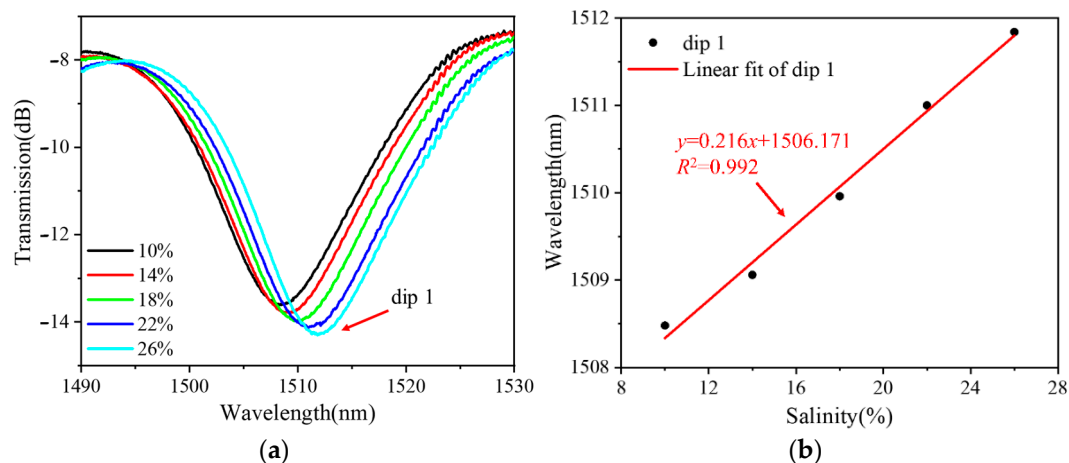 Transmission(dB)
−8
−10
−12
−14
10%
14%
18%
22%
26%
dip 1
1490
1500
1510
1520
1530
Wavelength(nm)
(a)
Wavelength(nm)
1512
1511
1510
1509
1508
dip 1
Linear fit of dip 1
y=0.216x+1506.171
R²=0.992
8
12
16
20
24
28
Salinity(%)
(b)